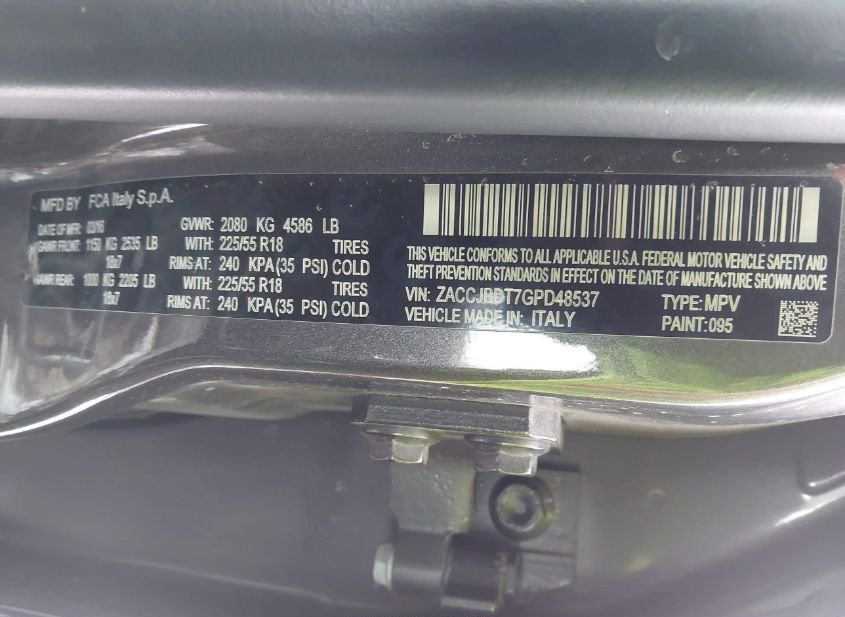 MFD BY FCA Italy S.p.A.
DATE OF MFR: 03/16
GVWR: 2080 KG 4586 LB
GAWR FRONT: 1150 KG 2535 LB
WITH: 225/55 R18 TIRES
18x7
RIMS AT: 240 KPA(35 PSI) COLD
GAWR REAR: 1000 KG 2205 LB
WITH: 225/55 R18 TIRES
18x7
RIMS AT: 240 KPA(35 PSI) COLD
THIS VEHICLE CONFORMS TO ALL APPLICABLE U.S.A. FEDERAL MOTOR VEHICLE SAFETY AND
THEFT PREVENTION STANDARDS IN EFFECT ON THE DATE OF MANUFACTURE SHOWN ABOVE
VIN: ZACCJBDT7GPD48537 TYPE: MPV
VEHICLE MADE IN: ITALY PAINT: 095